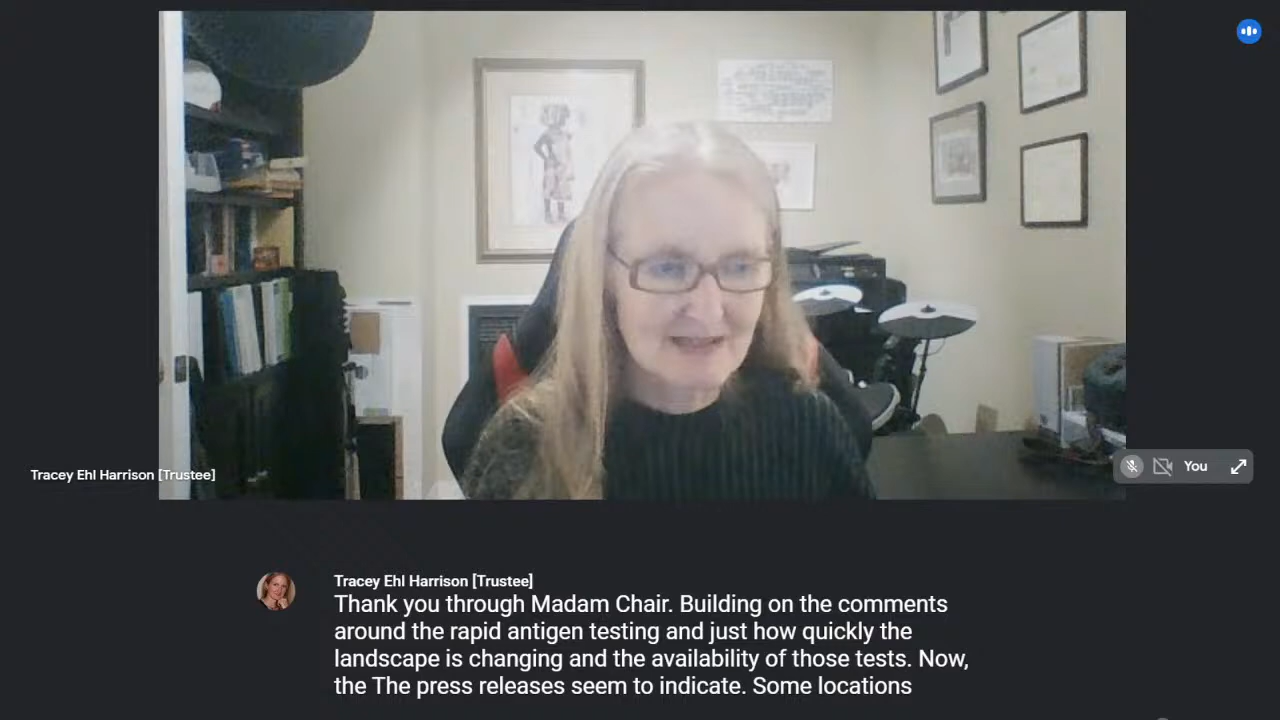 Tracey Ehl Harrison [Trustee]
You
Tracey Ehl Harrison [Trustee]
Thank you through Madam Chair. Building on the comments
around the rapid antigen testing and just how quickly the
landscape is changing and the availability of those tests. Now,
the The press releases seem to indicate. Some locations